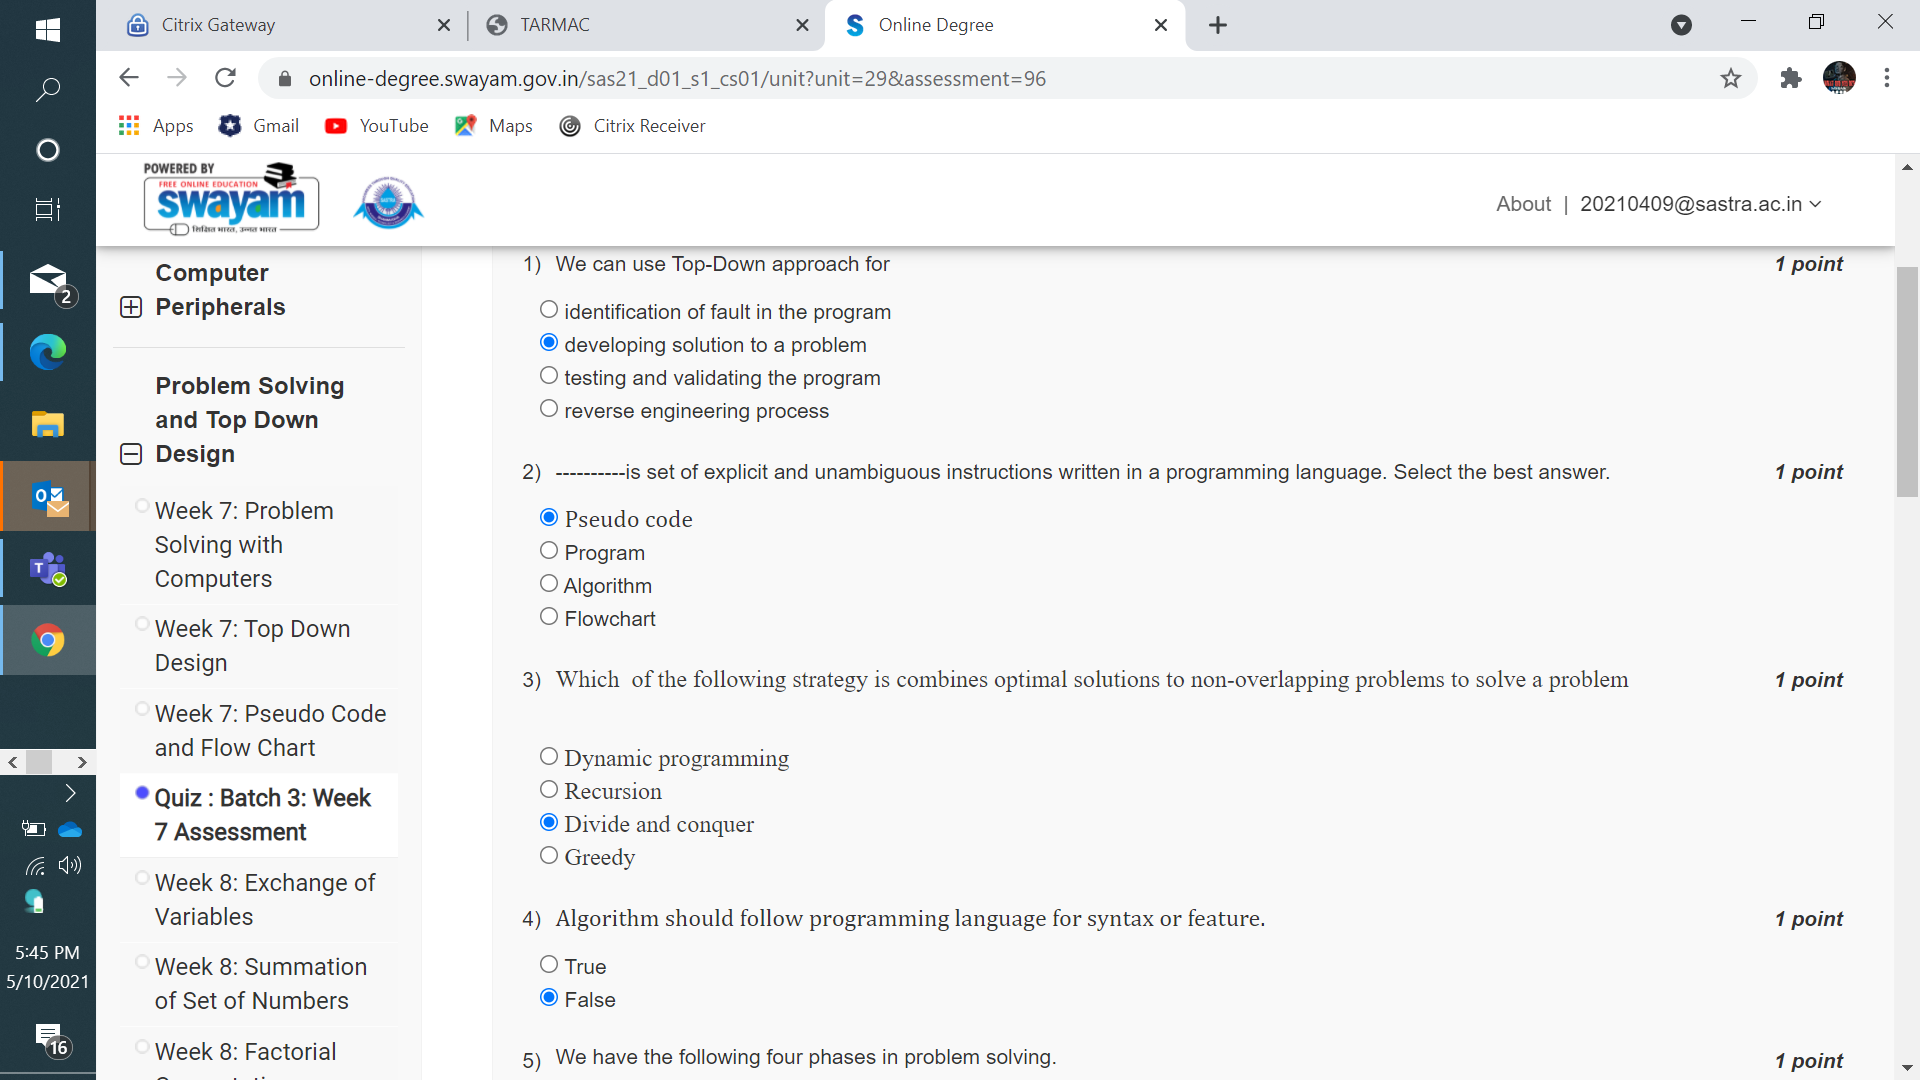 Citrix Gateway
TARMAC
Online Degree
online-degree.swayam.gov.in/sas21_d01_s1_cs01/unit?unit=29&assessment=96
Apps
Gmail
YouTube
Maps
Citrix Receiver
POWERED BY
FREE ONLINE EDUCATION
swayam
शिक्षित भारत, उन्नत भारत
About | 20210409@sastra.ac.in
Computer
Peripherals
Problem Solving
and Top Down
Design
Week 7: Problem
Solving with
Computers
Week 7: Top Down
Design
Week 7: Pseudo Code
and Flow Chart
Quiz : Batch 3: Week
7 Assessment
Week 8: Exchange of
Variables
Week 8: Summation
of Set of Numbers
Week 8: Factorial
1) We can use Top-Down approach for 1 point
identification of fault in the program
developing solution to a problem
testing and validating the program
reverse engineering process
2) ----------is set of explicit and unambiguous instructions written in a programming language. Select the best answer. 1 point
Pseudo code
Program
Algorithm
Flowchart
3) Which  of the following strategy is combines optimal solutions to non-overlapping problems to solve a problem 1 point
Dynamic programming
Recursion
Divide and conquer
Greedy
4) Algorithm should follow programming language for syntax or feature. 1 point
True
False
5) We have the following four phases in problem solving. 1 point
2
5:45 PM
5/10/2021
16